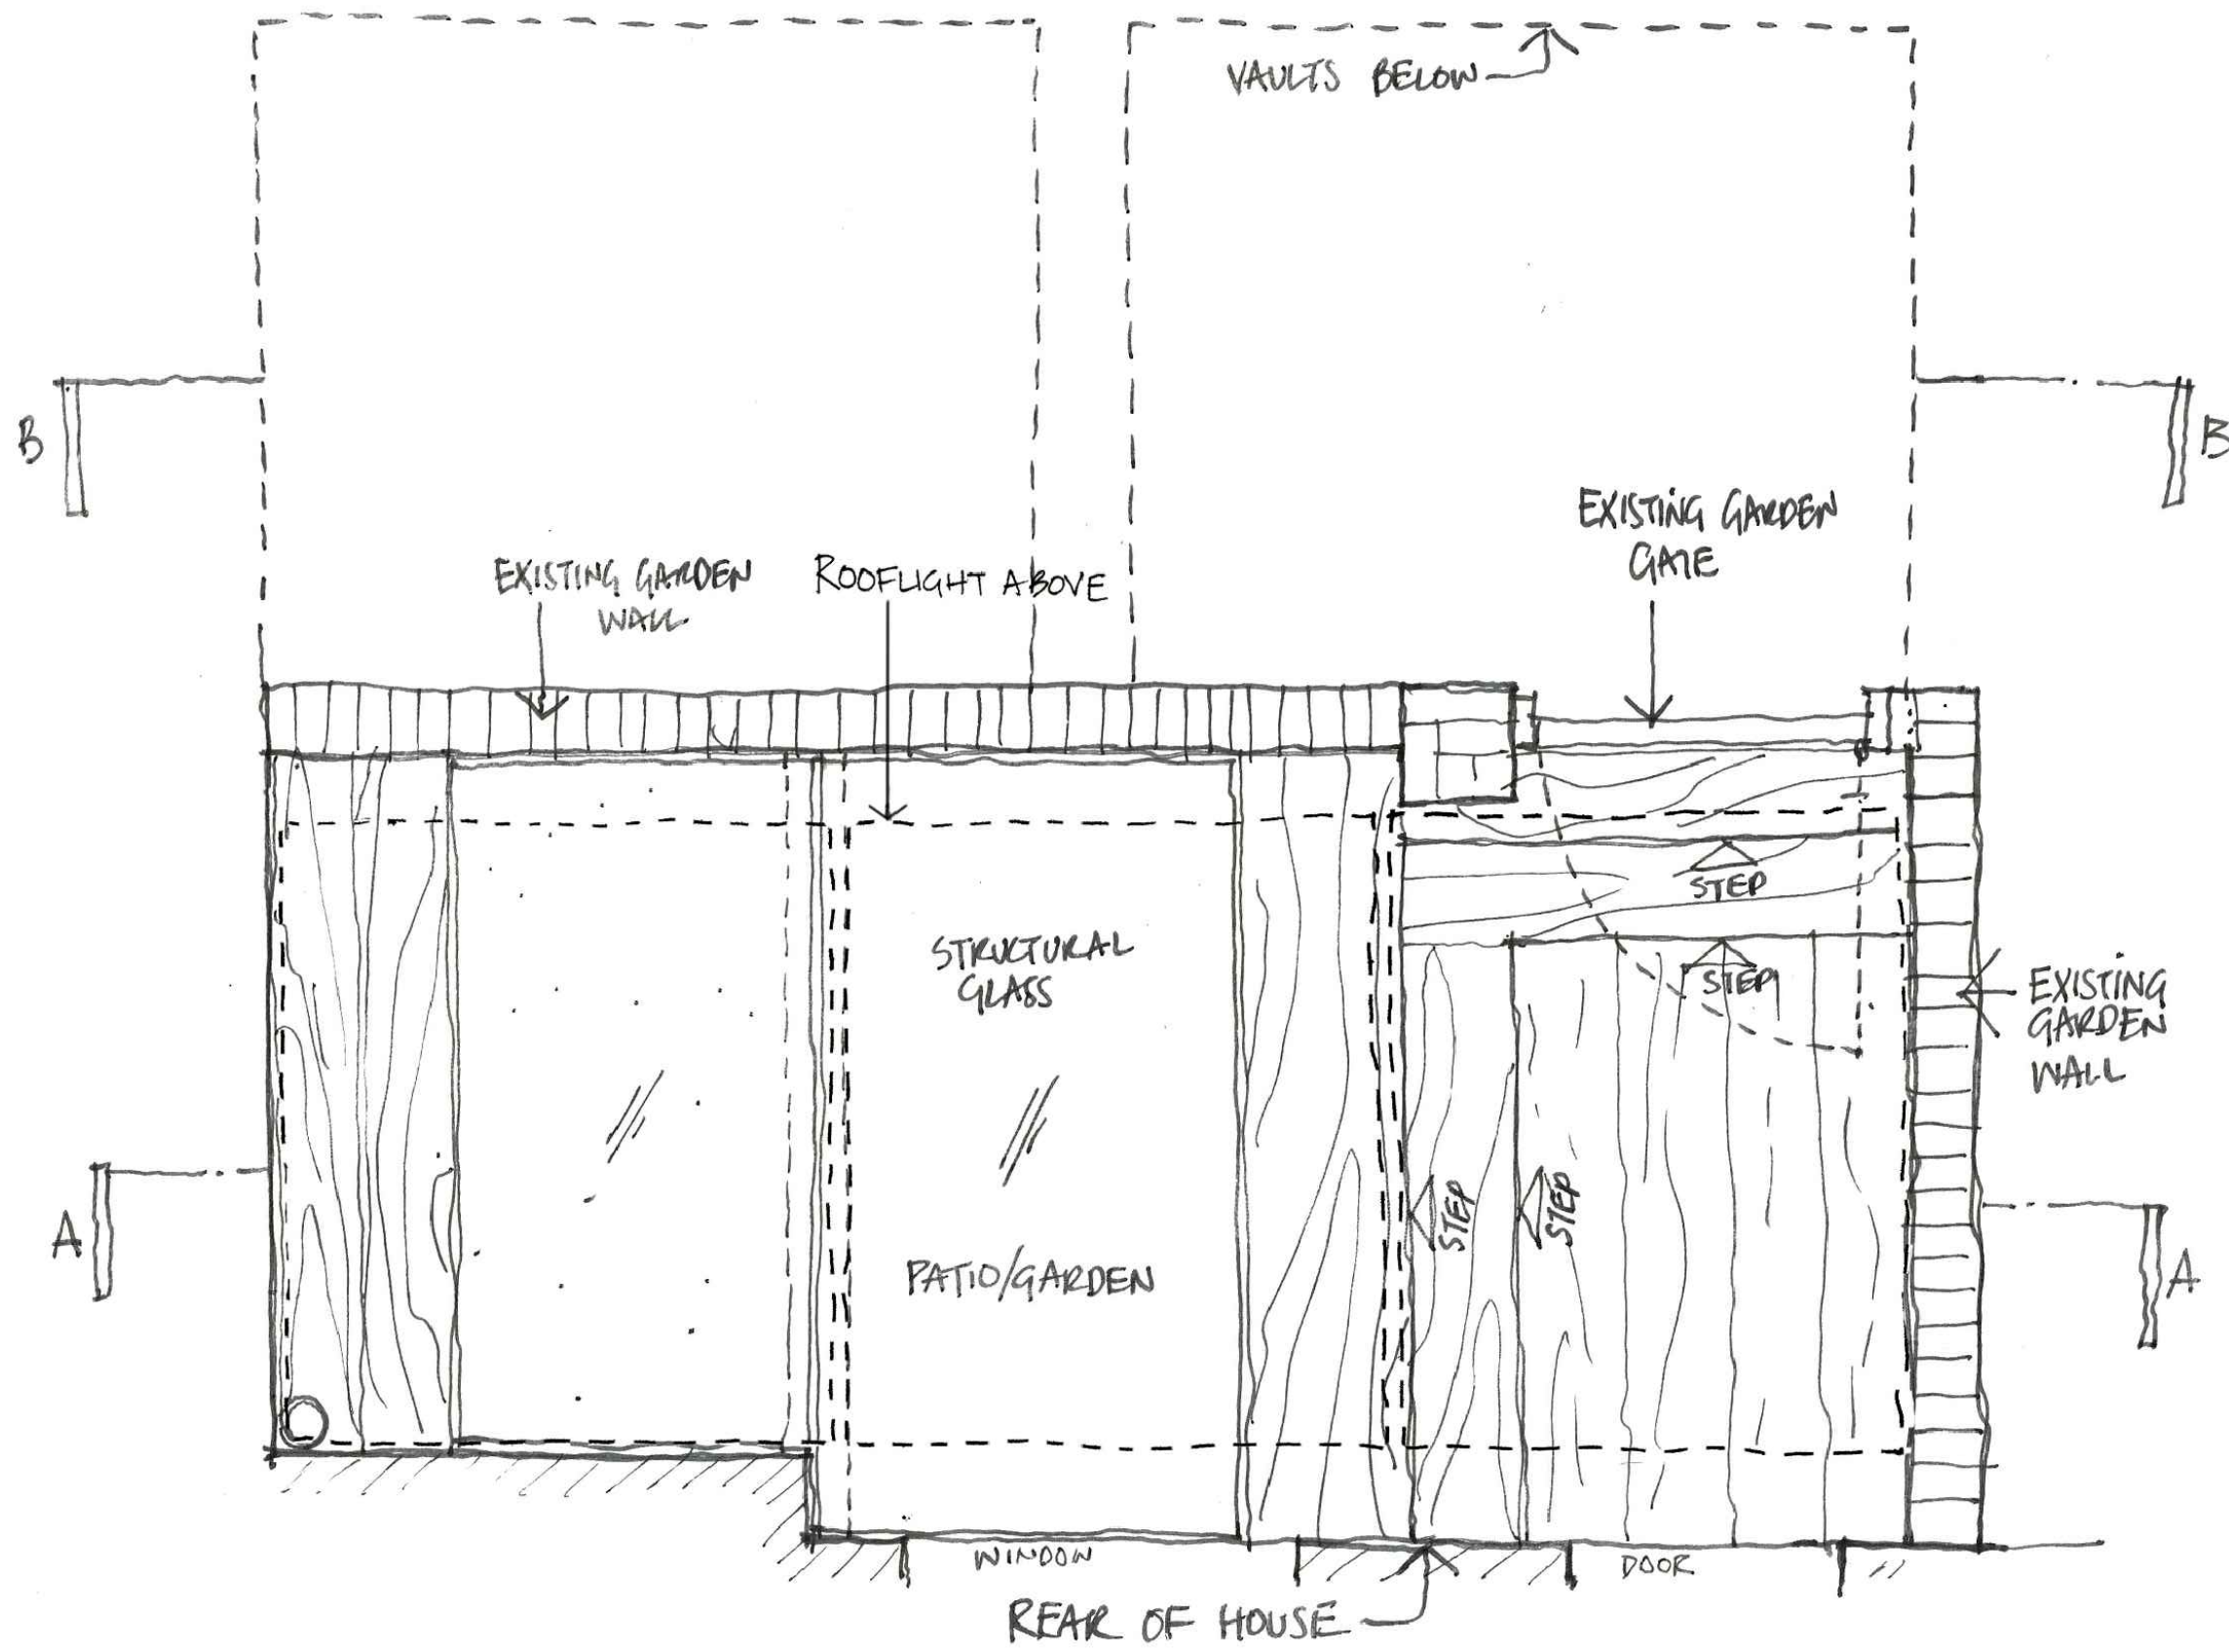 VAULTS BELOW
B
B
EXISTING GARDEN
GATE
EXISTING GARDEN
WALL
ROOFLIGHT ABOVE
STEP
STRUCTURAL
GLASS
STEP
EXISTING
GARDEN
WALL
STEP
STEP
A
A
PATIO/GARDEN
WINDOW
DOOR
REAR OF HOUSE